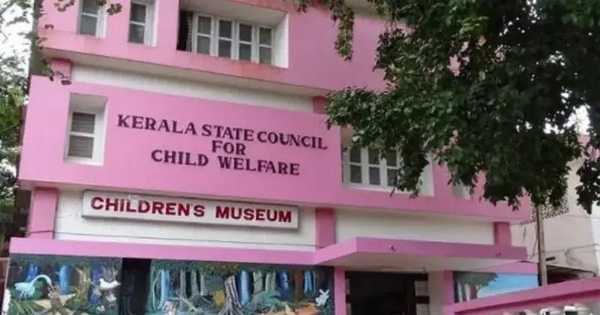 KERALA STATE COUNCIL
FOR
CHILD WELFARE
CHILDREN'S MUSEUM